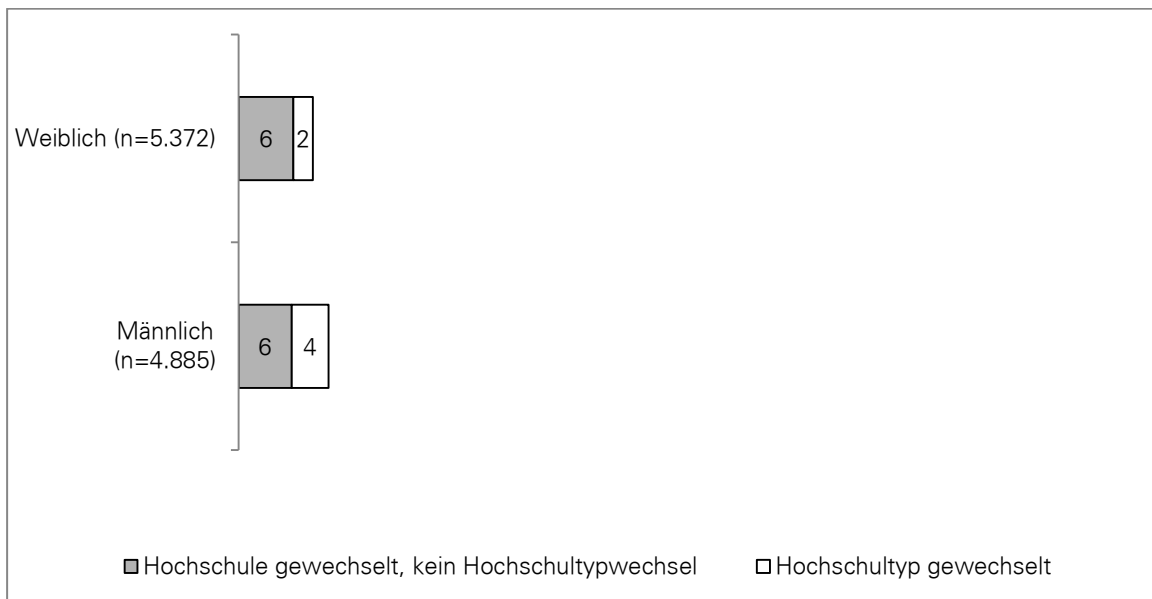 Weiblich (n=5.372)
6 2
Männlich
(n=4.885)
6 4
Hochschule gewechselt, kein Hochschultypwechsel
Hochschultyp gewechselt